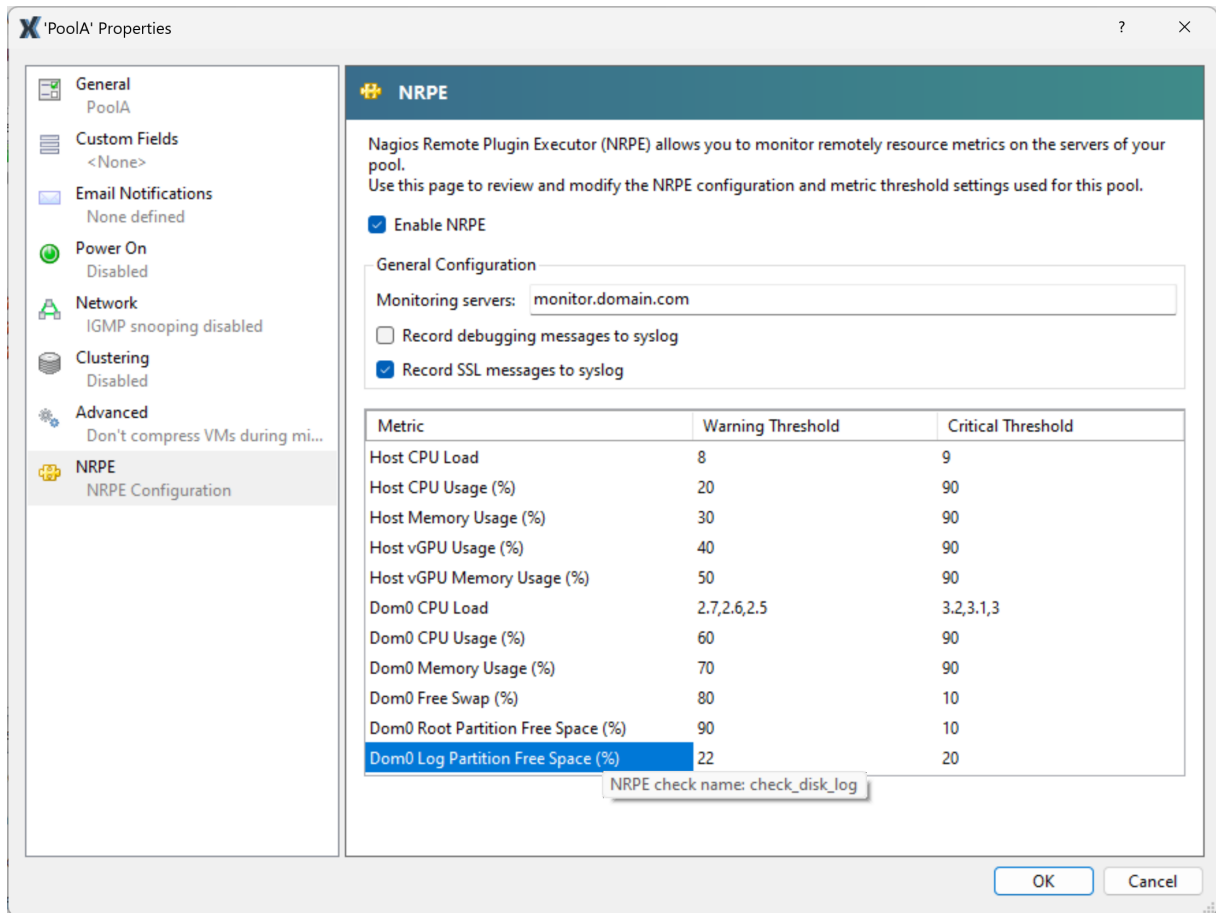 'PoolA' Properties
?
General
PoolA
Custom Fields
<None>
Email Notifications
None defined
Power On
Disabled
Network
IGMP snooping disabled
Clustering
Disabled
Advanced
Don't compress VMs during mi...
NRPE
NRPE Configuration
NRPE
Nagios Remote Plugin Executor (NRPE) allows you to monitor remotely resource metrics on the servers of your
pool.
Use this page to review and modify the NRPE configuration and metric threshold settings used for this pool.
Enable NRPE
General Configuration
Monitoring servers: monitor.domain.com
Record debugging messages to syslog
Record SSL messages to syslog
Metric Warning Threshold Critical Threshold
Host CPU Load 8 9
Host CPU Usage (%) 20 90
Host Memory Usage (%) 30 90
Host vGPU Usage (%) 40 90
Host vGPU Memory Usage (%) 50 90
Dom0 CPU Load 2.7,2.6,2.5 3.2,3.1,3
Dom0 CPU Usage (%) 60 90
Dom0 Memory Usage (%) 70 90
Dom0 Free Swap (%) 80 10
Dom0 Root Partition Free Space (%) 90 10
Dom0 Log Partition Free Space (%) 22 20
NRPE check name: check_disk_log
OK Cancel